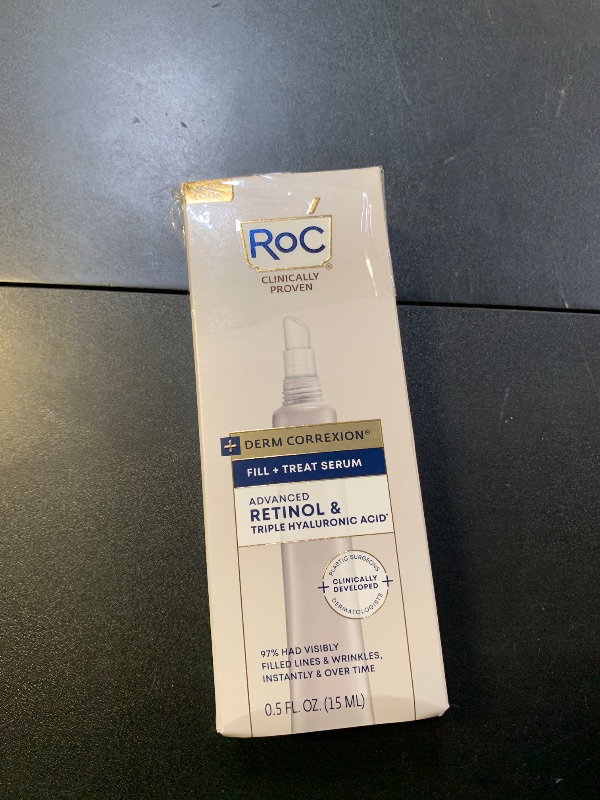 RoC®
CLINICALLY
PROVEN
+ DERM CORREXION®
FILL + TREAT SERUM
ADVANCED
RETINOL &
TRIPLE HYALURONIC ACID*
PLASTIC SURGEONS
+ CLINICALLY +
DEVELOPED
DERMATOLOGISTS
97% HAD VISIBLY
FILLED LINES & WRINKLES,
INSTANTLY & OVER TIME
0.5 FL. OZ. (15 ML)